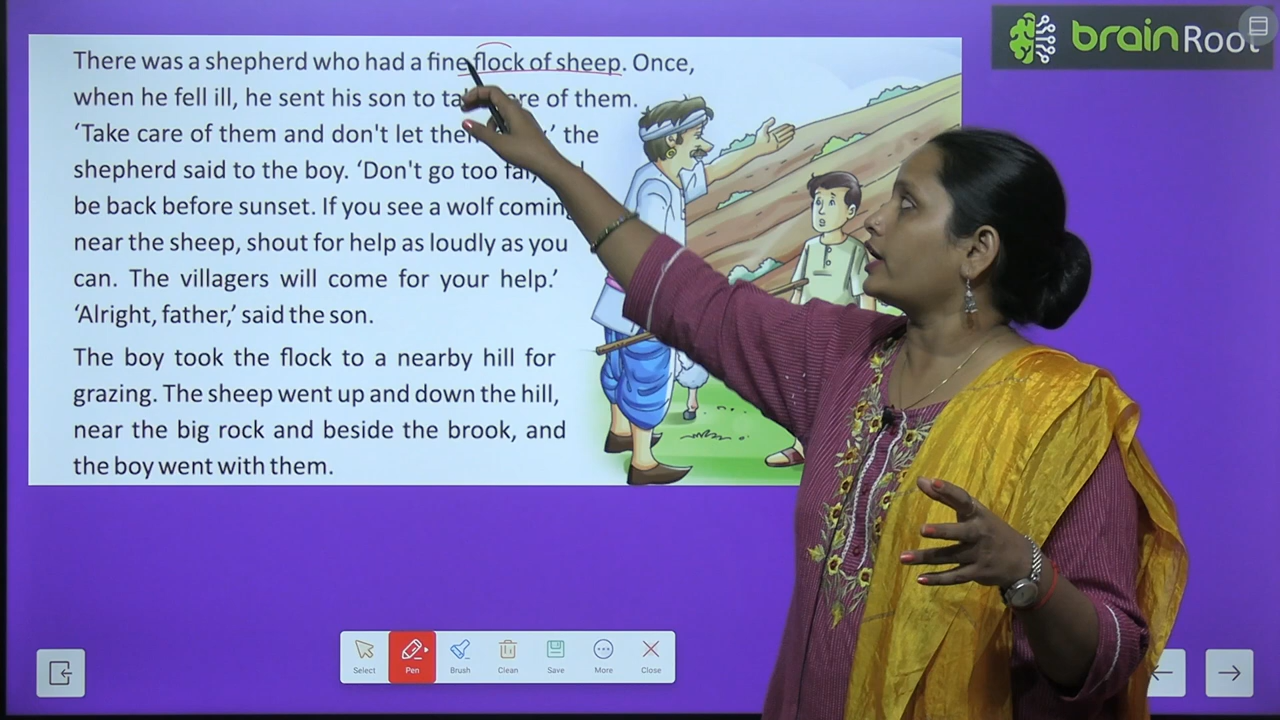 brainRoot
There was a shepherd who had a fine flock of sheep. Once,
when he fell ill, he sent his son to of them.
‘Take care of them and don't let the
shepherd said to the boy. ‘Don't go too far,
be back before sunset. If you see a wolf
near the sheep, shout for help as loudly as you
can. The villagers will come for your help.’
‘Alright, father,’ said the son.
The boy took the flock to a nearby hill for
grazing. The sheep went up and down the hill,
near the big rock and beside the brook, and
the boy went with them.
Select Pen Brush Clean Save More Close